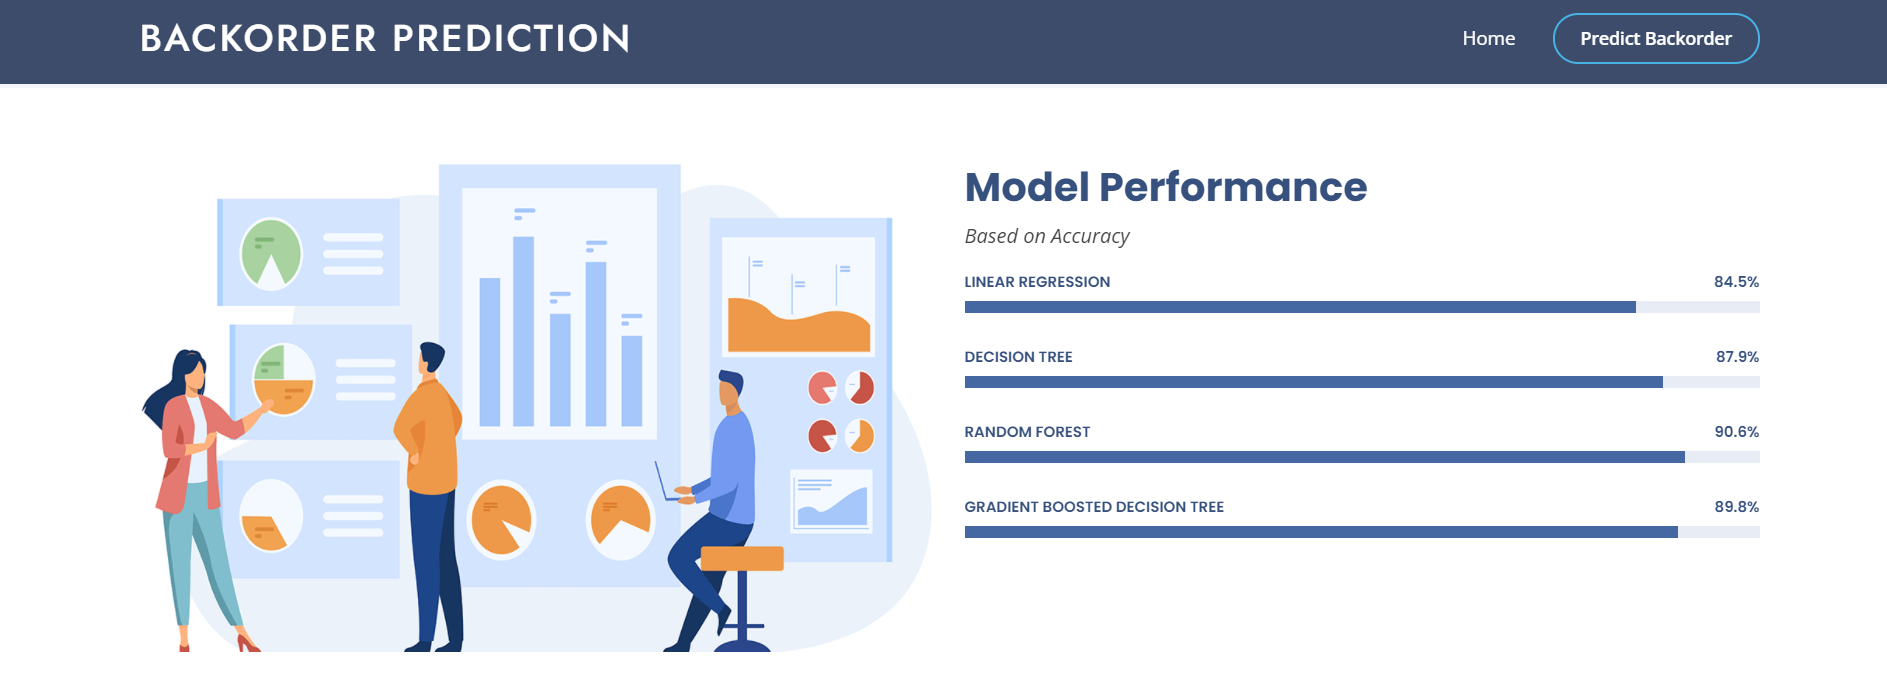 BACKORDER PREDICTION
Home
Predict Backorder
Model Performance
Based on Accuracy
LINEAR REGRESSION 84.5%
DECISION TREE 87.9%
RANDOM FOREST 90.6%
GRADIENT BOOSTED DECISION TREE 89.8%